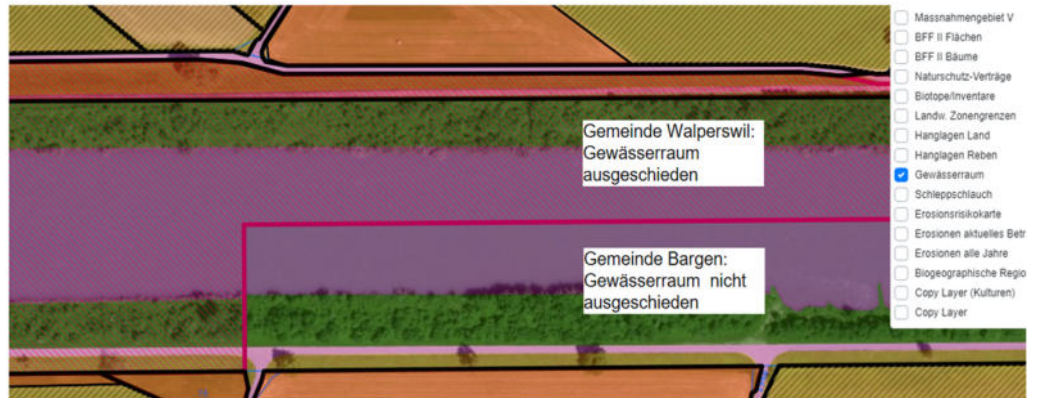 Massnahmengebiet V
BFF II Flächen
BFF II Bäume
Naturschutz-Verträge
Biotope/Inventare
Landw. Zonengrenzen
Hanglagen Land
Hanglagen Reben
Gewässerraum
Schleppschlauch
Erosionsrisikokarte
Erosionen aktuelles Betr
Erosionen alle Jahre
Biogeographische Regio
Copy Layer (Kulturen)
Copy Layer
Gemeinde Walperswil:
Gewässerraum
ausgeschieden
Gemeinde Bargen:
Gewässerraum nicht
ausgeschieden